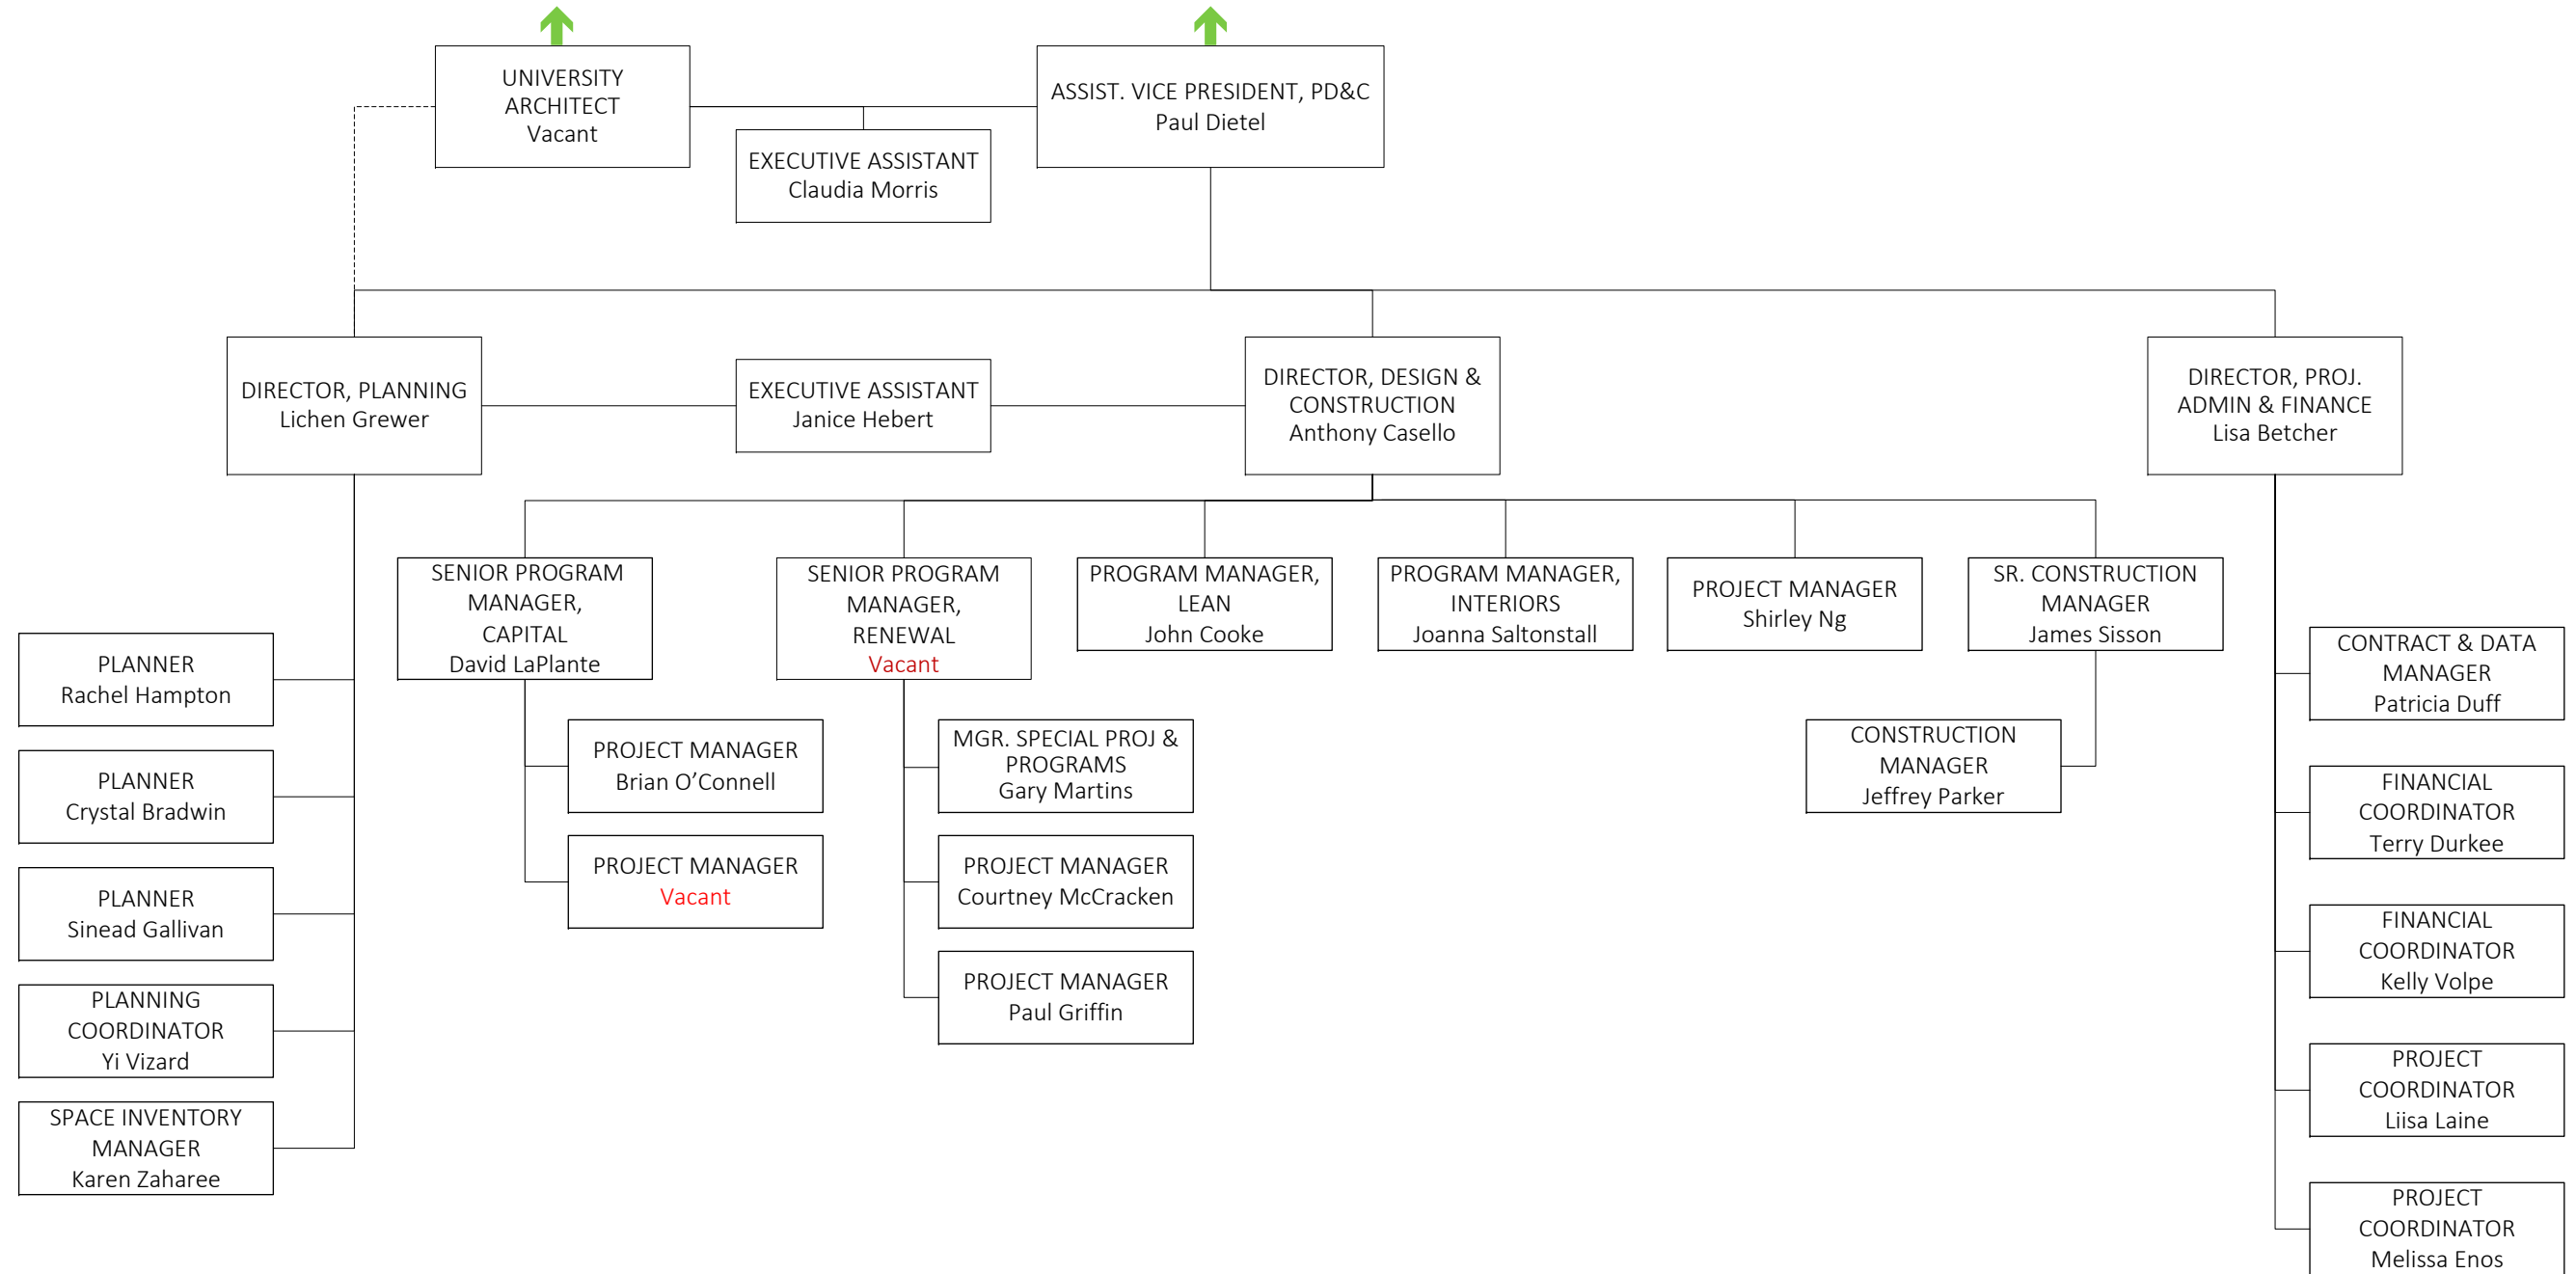 UNIVERSITY
ARCHITECT
Vacant
ASSIST. VICE PRESIDENT, PD&C
Paul Dietel
EXECUTIVE ASSISTANT
Claudia Morris
DIRECTOR, PLANNING
Lichen Grewer
EXECUTIVE ASSISTANT
Janice Hebert
DIRECTOR, DESIGN &
CONSTRUCTION
Anthony Casello
DIRECTOR, PROJ.
ADMIN & FINANCE
Lisa Betcher
SENIOR PROGRAM
MANAGER,
CAPITAL
David LaPlante
SENIOR PROGRAM
MANAGER,
RENEWAL
Vacant
PROGRAM MANAGER,
LEAN
John Cooke
PROGRAM MANAGER,
INTERIORS
Joanna Saltonstall
PROJECT MANAGER
Shirley Ng
SR. CONSTRUCTION
MANAGER
James Sisson
PLANNER
Rachel Hampton
PLANNER
Crystal Bradwin
PLANNER
Sinead Gallivan
PLANNING
COORDINATOR
Yi Vizard
SPACE INVENTORY
MANAGER
Karen Zaharee
PROJECT MANAGER
Brian O’Connell
PROJECT MANAGER
Vacant
MGR. SPECIAL PROJ &
PROGRAMS
Gary Martins
PROJECT MANAGER
Courtney McCracken
PROJECT MANAGER
Paul Griffin
CONSTRUCTION
MANAGER
Jeffrey Parker
CONTRACT & DATA
MANAGER
Patricia Duff
FINANCIAL
COORDINATOR
Terry Durkee
FINANCIAL
COORDINATOR
Kelly Volpe
PROJECT
COORDINATOR
Liisa Laine
PROJECT
COORDINATOR
Melissa Enos